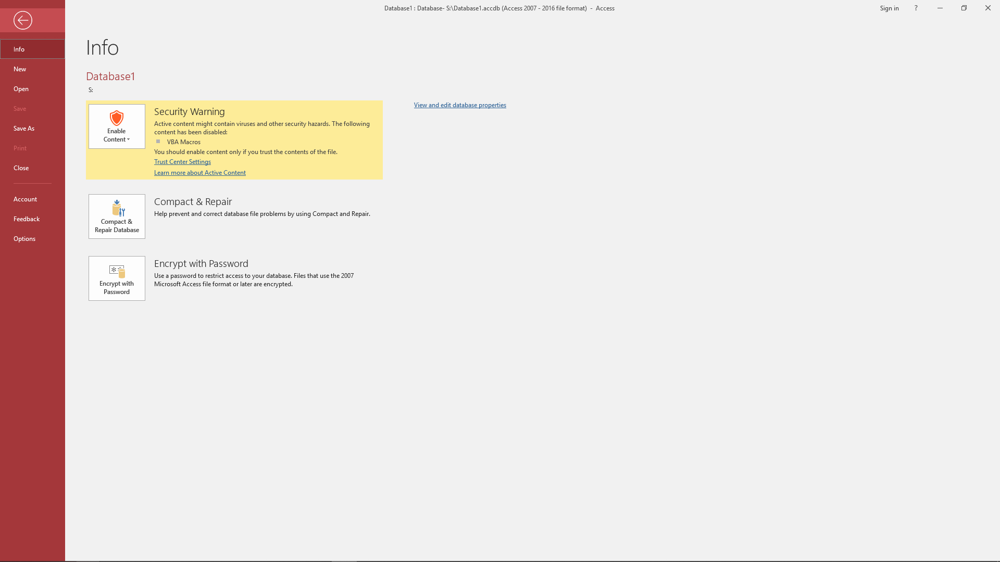 Database1 : Database- S:\Database1.accdb (Access 2007 - 2016 file format)  -  Access
Sign in
?
Info
New
Open
Save
Save As
Print
Close
Account
Feedback
Options
Info
Database1
S:
Enable
Content
Security Warning
Active content might contain viruses and other security hazards. The following
content has been disabled:
VBA Macros
You should enable content only if you trust the contents of the file.
Trust Center Settings
Learn more about Active Content
View and edit database properties
Compact &
Repair Database
Compact & Repair
Help prevent and correct database file problems by using Compact and Repair.
Encrypt with
Password
Encrypt with Password
Use a password to restrict access to your database. Files that use the 2007
Microsoft Access file format or later are encrypted.